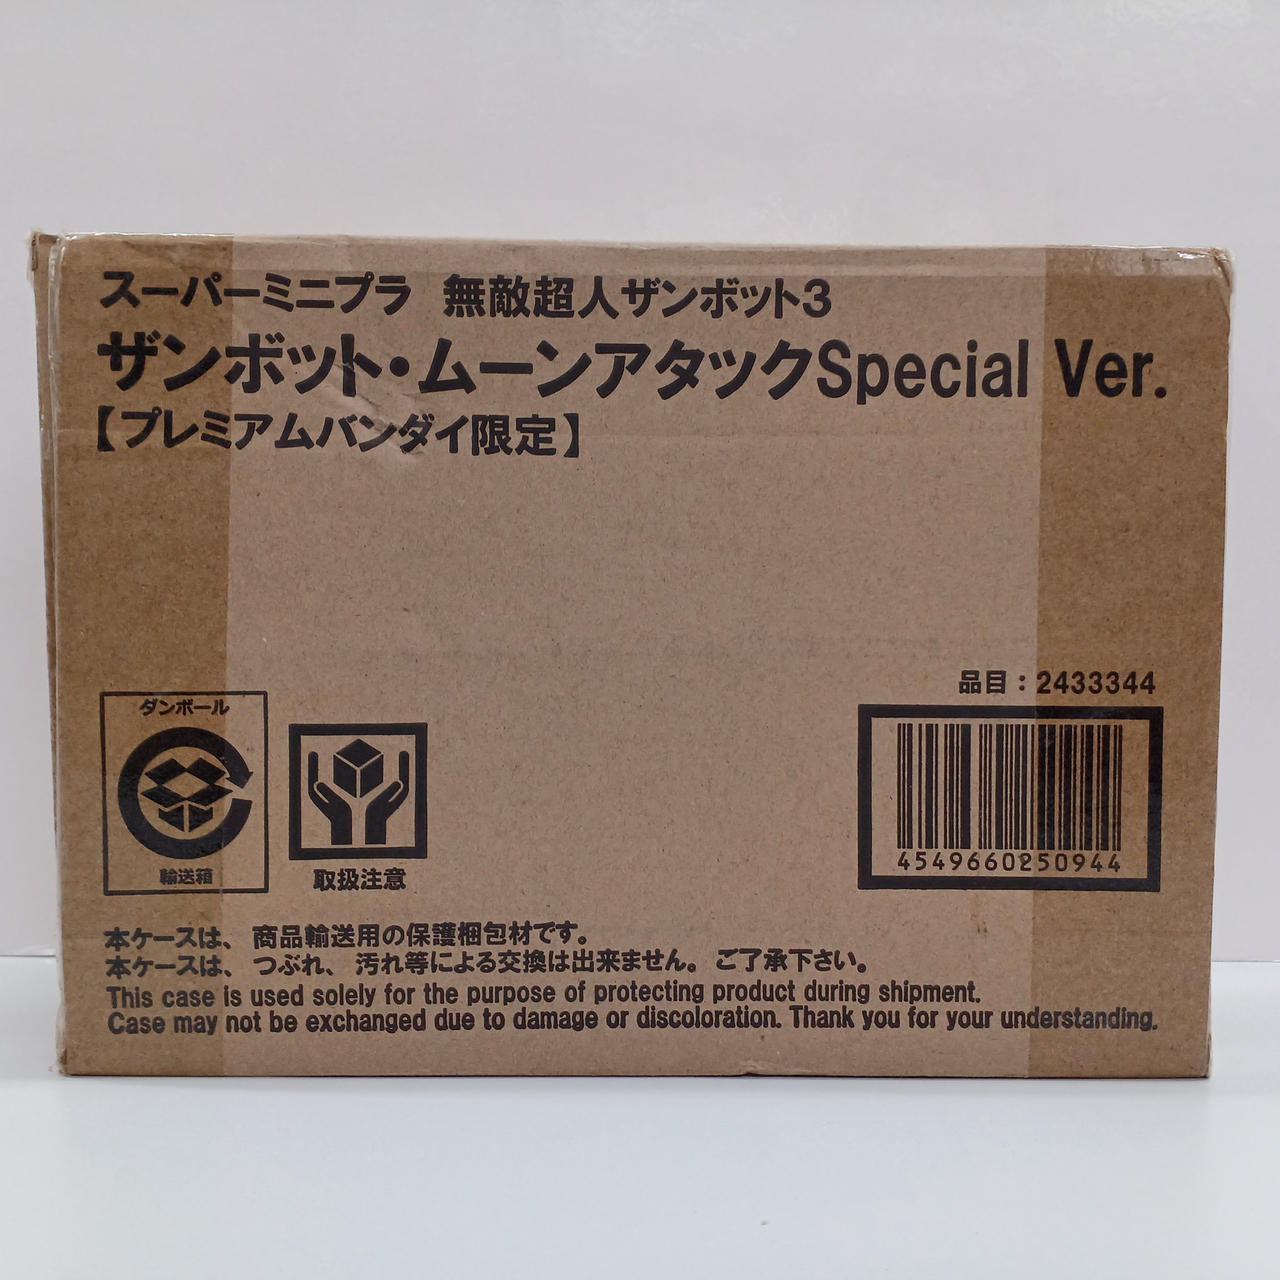 スーパーミニプラ 無敵超人ザンボット3
ザンボット・ムーンアタックSpecial Ver.
【プレミアムバンダイ限定】
品目：2433344
4549660250944
ダンボール
輸送箱
取扱注意
本ケースは、商品輸送用の保護梱包材です。
本ケースは、つぶれ、汚れ等による交換は出来ません。ご了承下さい。
This case is used solely for the purpose of protecting product during shipment.
Case may not be exchanged due to damage or discoloration. Thank you for your understanding.